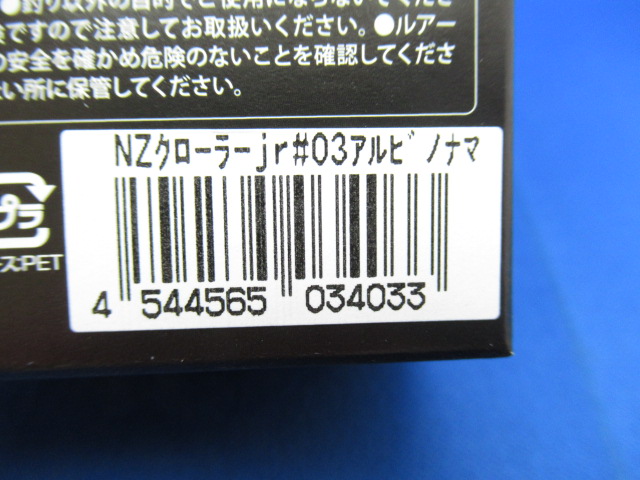 ●釣り以外の目的でご使用にならないでくださ
ですので注意してお取扱いください。●ルアー
の安全を確かめ危険のないことを確認してください。
い所に保管してください。
NZクローラーjr#03アルビノナマ
プラ
ース:PET
4 544565 034033